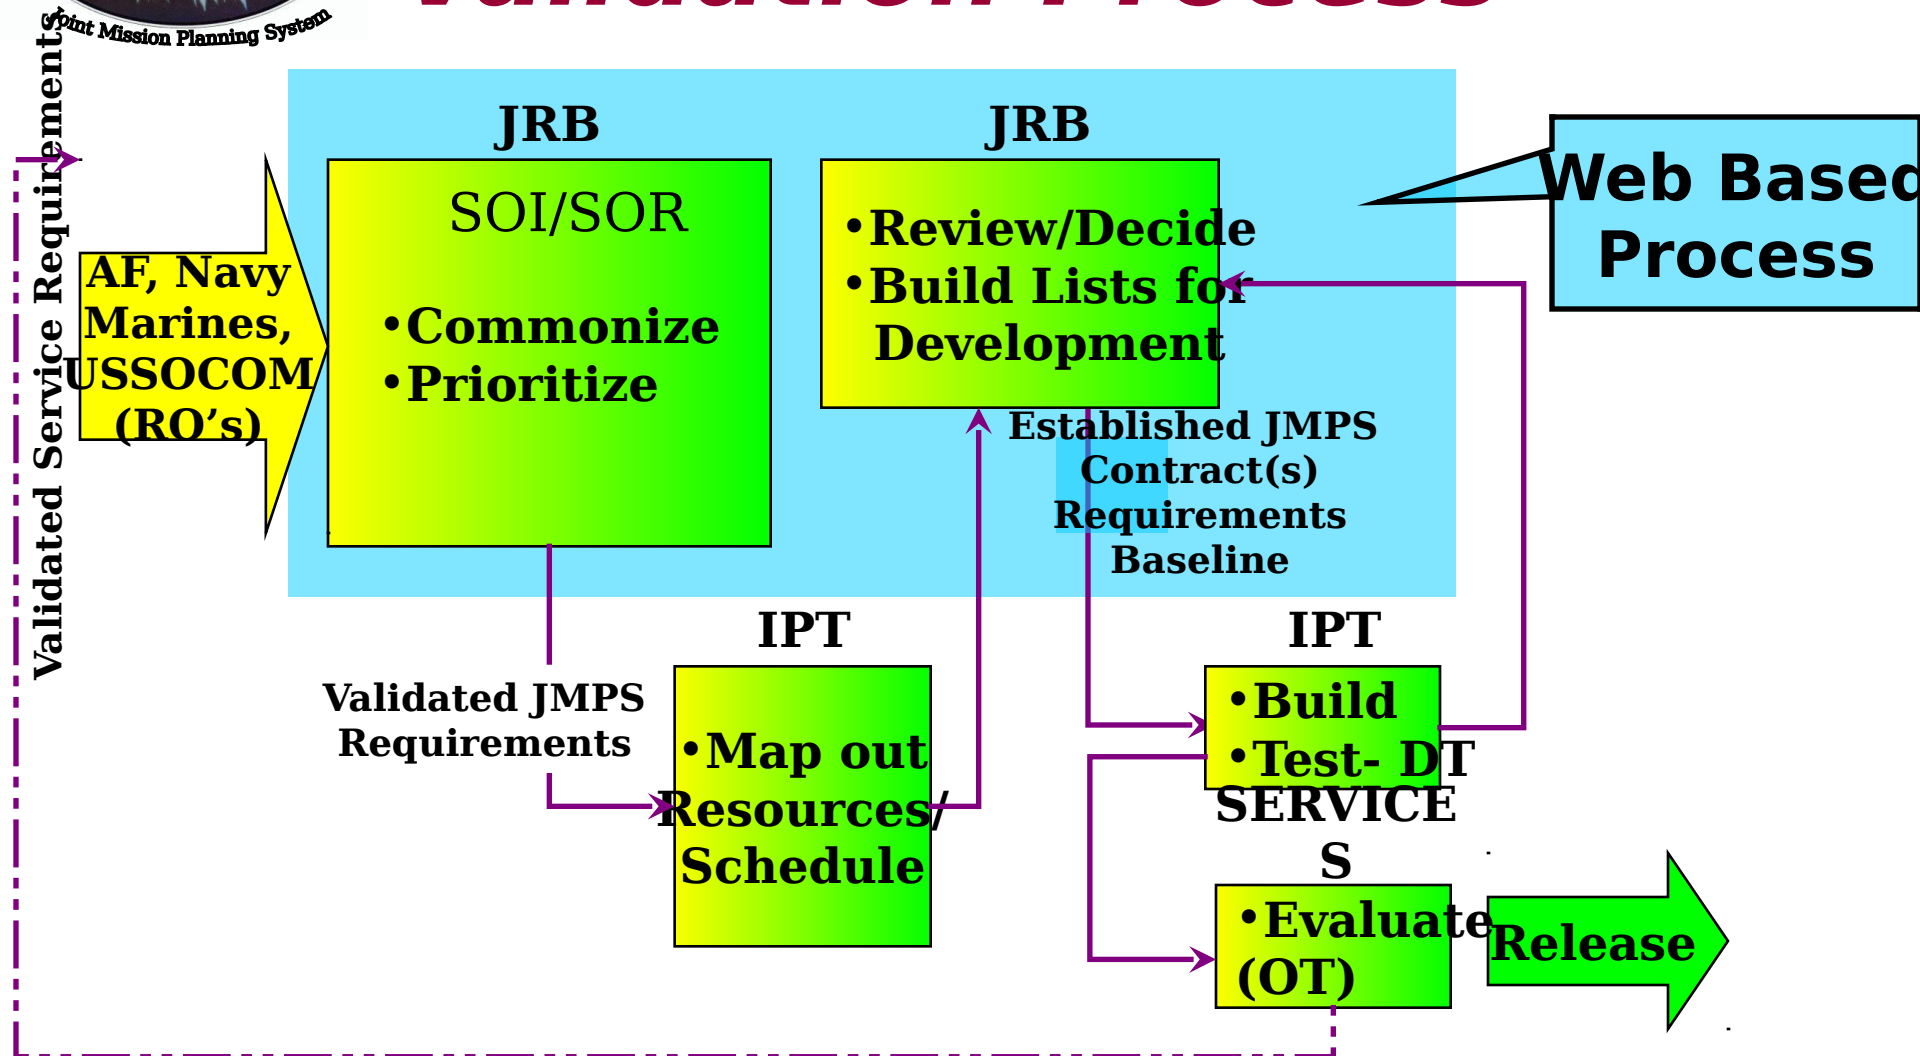 Validation Process
Joint Mission Planning System
Validated Service Requirements
JRB
JRB
Web Based
Process
SOI/SOR
•Commonize
•Prioritize
•Review/Decide
•Build Lists for
Development
AF, Navy
Marines,
USSOCOM
(RO’s)
Established JMPS
Contract(s)
Requirements
Baseline
IPT
IPT
Validated JMPS
Requirements
•Map out
Resources/
Schedule
•Build
•Test- DT
SERVICE
S
•Evaluate
(OT)
Release